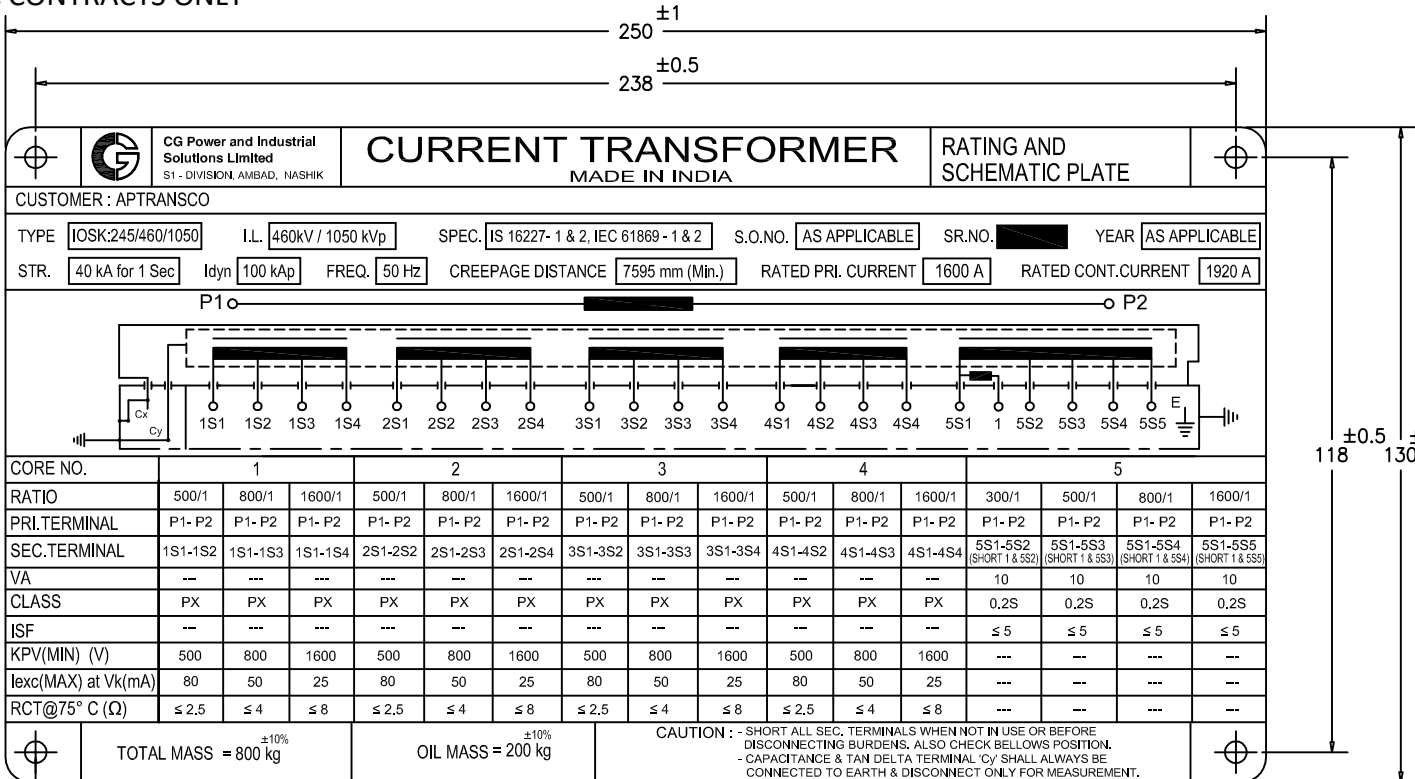 CONTRACTS ONLY
250 ±1
238 ±0.5
CG Power and Industrial
Solutions Limited
S1 - DIVISION, AMBAD, NASHIK
CURRENT TRANSFORMER
MADE IN INDIA
RATING AND
SCHEMATIC PLATE
CUSTOMER : APTRANSCO
TYPE IOSK:245/460/1050 I.L. 460kV / 1050 kVp SPEC. IS 16227- 1 & 2, IEC 61869 - 1 & 2 S.O.NO. AS APPLICABLE SR.NO. YEAR AS APPLICABLE
STR. 40 kA for 1 Sec Idyn 100 kAp FREQ. 50 Hz CREEPAGE DISTANCE 7595 mm (Min.) RATED PRI. CURRENT 1600 A RATED CONT.CURRENT 1920 A
P1 P2
Cx
Cy
E
1S1 1S2 1S3 1S4 2S1 2S2 2S3 2S4 3S1 3S2 3S3 3S4 4S1 4S2 4S3 4S4 5S1 1 5S2 5S3 5S4 5S5
118 ±0.5
130 ±
CORE NO. 1 2 3 4 5
RATIO 500/1 800/1 1600/1 500/1 800/1 1600/1 500/1 800/1 1600/1 500/1 800/1 1600/1 300/1 500/1 800/1 1600/1
PRI.TERMINAL P1- P2 P1- P2 P1- P2 P1- P2 P1- P2 P1- P2 P1- P2 P1- P2 P1- P2 P1- P2 P1- P2 P1- P2 P1- P2 P1- P2 P1- P2 P1- P2
SEC.TERMINAL 1S1-1S2 1S1-1S3 1S1-1S4 2S1-2S2 2S1-2S3 2S1-2S4 3S1-3S2 3S1-3S3 3S1-3S4 4S1-4S2 4S1-4S3 4S1-4S4 5S1-5S2 5S1-5S3 5S1-5S4 5S1-5S5
(SHORT 1 & 5S2) (SHORT 1 & 5S3) (SHORT 1 & 5S4) (SHORT 1 & 5S5)
VA --- --- --- --- --- --- --- --- --- --- --- --- 10 10 10 10
CLASS PX PX PX PX PX PX PX PX PX PX PX PX 0.2S 0.2S 0.2S 0.2S
ISF --- --- --- --- --- --- --- --- --- --- --- --- ≤ 5 ≤ 5 ≤ 5 ≤ 5
KPV(MIN) (V) 500 800 1600 500 800 1600 500 800 1600 500 800 1600 --- --- --- ---
Iexc(MAX) at Vk(mA) 80 50 25 80 50 25 80 50 25 80 50 25 --- --- --- ---
RCT@75° C (Ω) ≤ 2.5 ≤ 4 ≤ 8 ≤ 2.5 ≤ 4 ≤ 8 ≤ 2.5 ≤ 4 ≤ 8 ≤ 2.5 ≤ 4 ≤ 8 --- --- --- ---
TOTAL MASS = 800 kg ±10%
OIL MASS = 200 kg ±10%
CAUTION : - SHORT ALL SEC. TERMINALS WHEN NOT IN USE OR BEFORE
DISCONNECTING BURDENS. ALSO CHECK BELLOWS POSITION.
- CAPACITANCE & TAN DELTA TERMINAL 'Cy' SHALL ALWAYS BE
CONNECTED TO EARTH & DISCONNECT ONLY FOR MEASUREMENT.